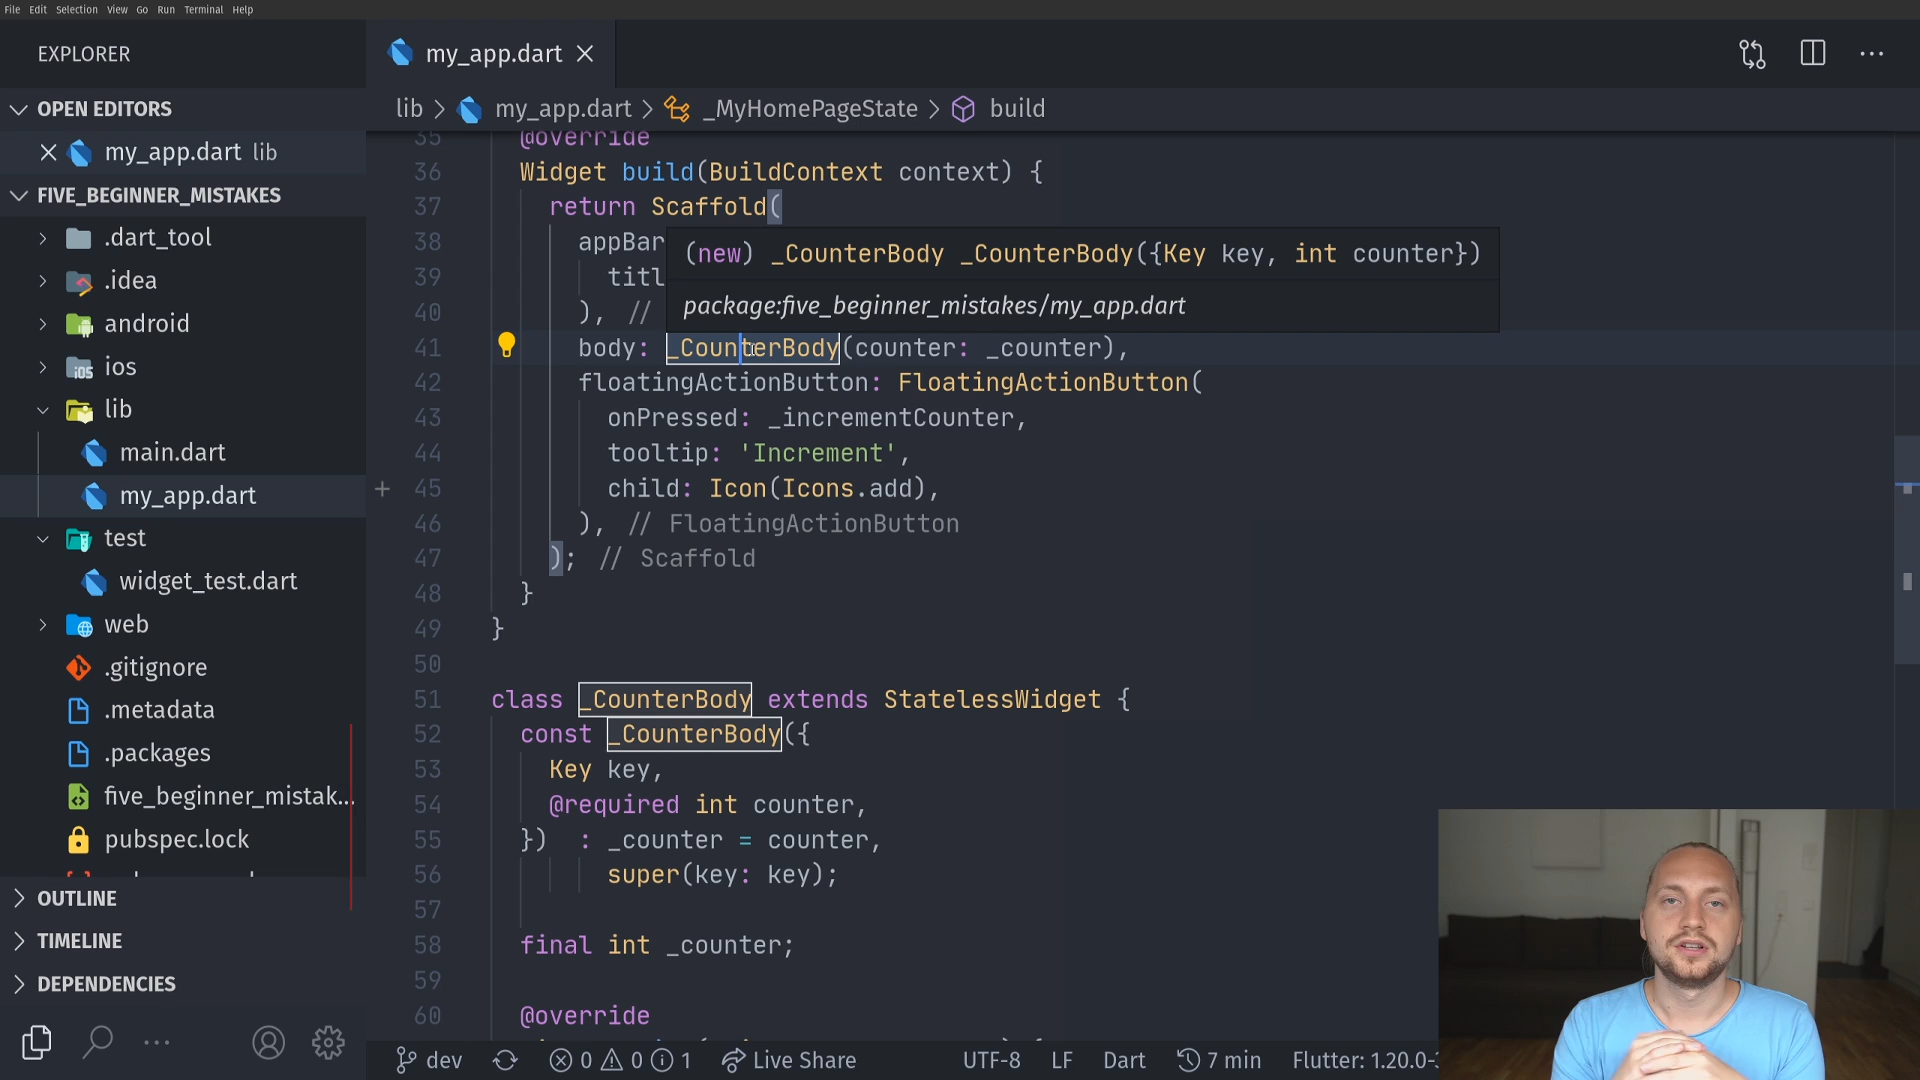 File Edit Selection View Go Run Terminal Help
EXPLORER
OPEN EDITORS
my_app.dart lib
FIVE_BEGINNER_MISTAKES
.dart_tool
.idea
android
ios
lib
main.dart
my_app.dart
test
widget_test.dart
web
.gitignore
.metadata
.packages
five_beginner_mistak...
pubspec.lock
OUTLINE
TIMELINE
DEPENDENCIES
my_app.dart
lib > my_app.dart > _MyHomePageState > build
35 @override
36 Widget build(BuildContext context) {
37 return Scaffold(
38 appBar
39 titl
40 ), //
(new) _CounterBody _CounterBody({Key key, int counter})
package:five_beginner_mistakes/my_app.dart
41 body: _CounterBody(counter: _counter),
42 floatingActionButton: FloatingActionButton(
43 onPressed: _incrementCounter,
44 tooltip: 'Increment',
45 child: Icon(Icons.add),
46 ), // FloatingActionButton
47 ); // Scaffold
48 }
49 }
50
51 class _CounterBody extends StatelessWidget {
52 const _CounterBody({
53 Key key,
54 @required int counter,
55 }) : _counter = counter,
56 super(key: key);
57
58 final int _counter;
59
60 @override
dev 0 0 1 Live Share UTF-8 LF Dart 7 min Flutter: 1.20.0-